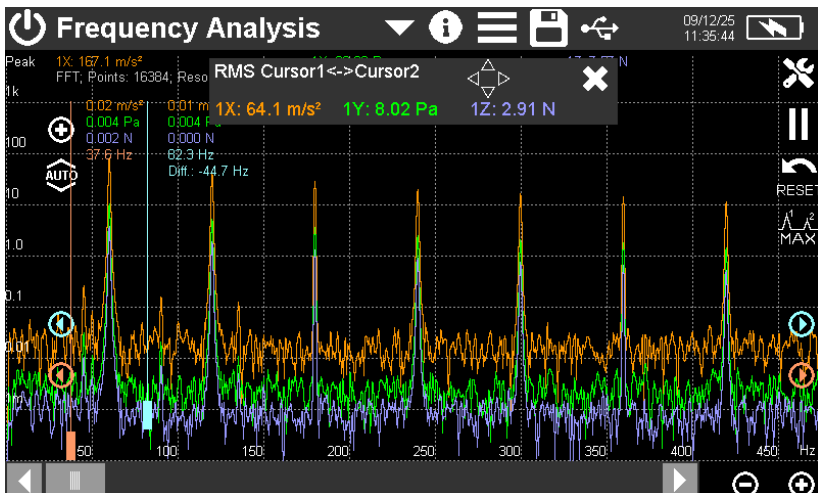 Frequency Analysis
09/12/25
11:35:44
Peak
1X: 167.1 m/s²
FFT; Points: 16384; Reso
RMS Cursor1<->Cursor2
1X: 64.1 m/s² 1Y: 8.02 Pa 1Z: 2.91 N
1k
0.02 m/s² 0.01 m
0.004 Pa 0.004 P
0.002 N 0.000 N
37.6 Hz 82.3 Hz
Diff.: -44.7 Hz
100
AUTO
RESET
10
MAX
1.0
0.1
0.01
50 100 150 200 250 300 350 400 450 Hz